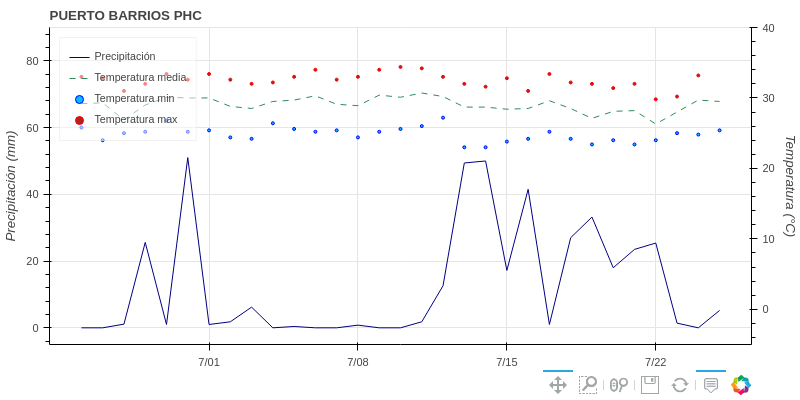 PUERTO BARRIOS PHC
Precipitación
Temperatura media
Temperatura min
Temperatura max
Precipitación (mm)
80
60
40
20
0
Temperatura (°C)
40
30
20
10
0
7/01
7/08
7/15
7/22